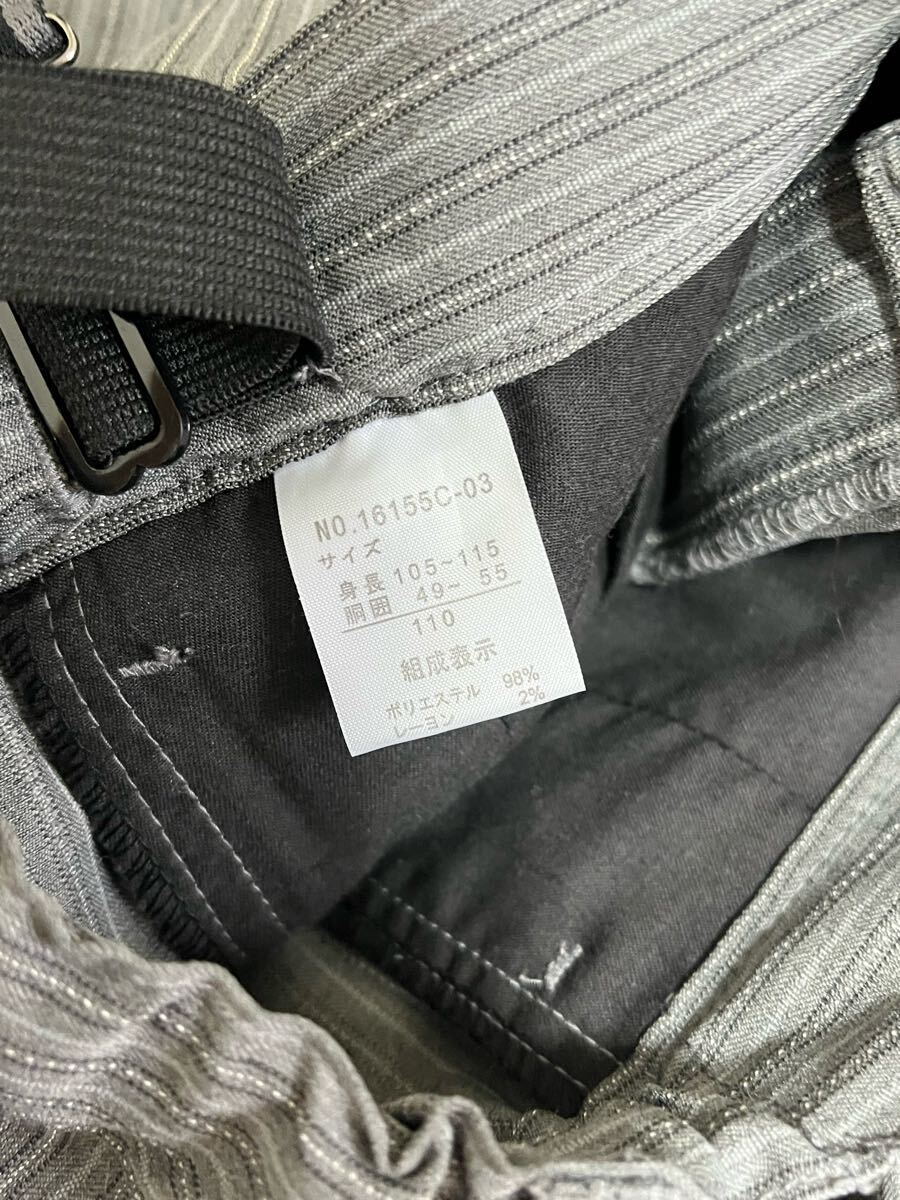 NO.16155C-03
サイズ
身長 105~115
胴囲 49~ 55
110
組成表示
ポリエステル 98%
レーヨン 2%